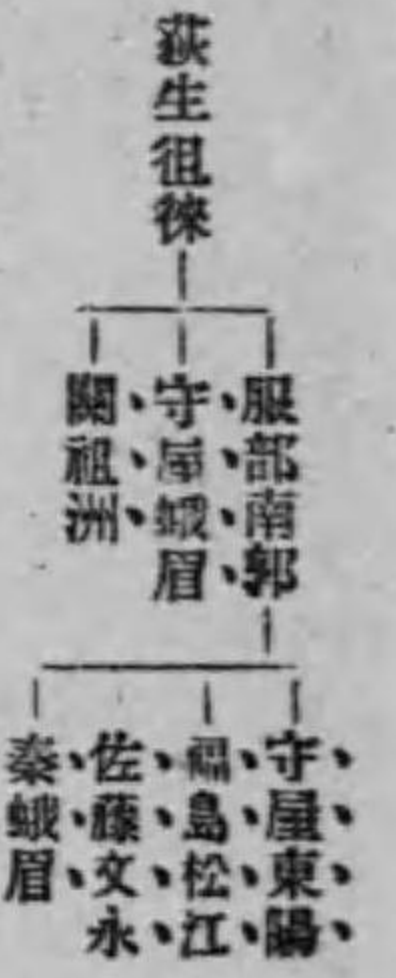 荻生徂徠
服部南郭
守屋蛾眉
關祖洲
守屋東陽
福島松江
佐藤文永
秦蛾眉